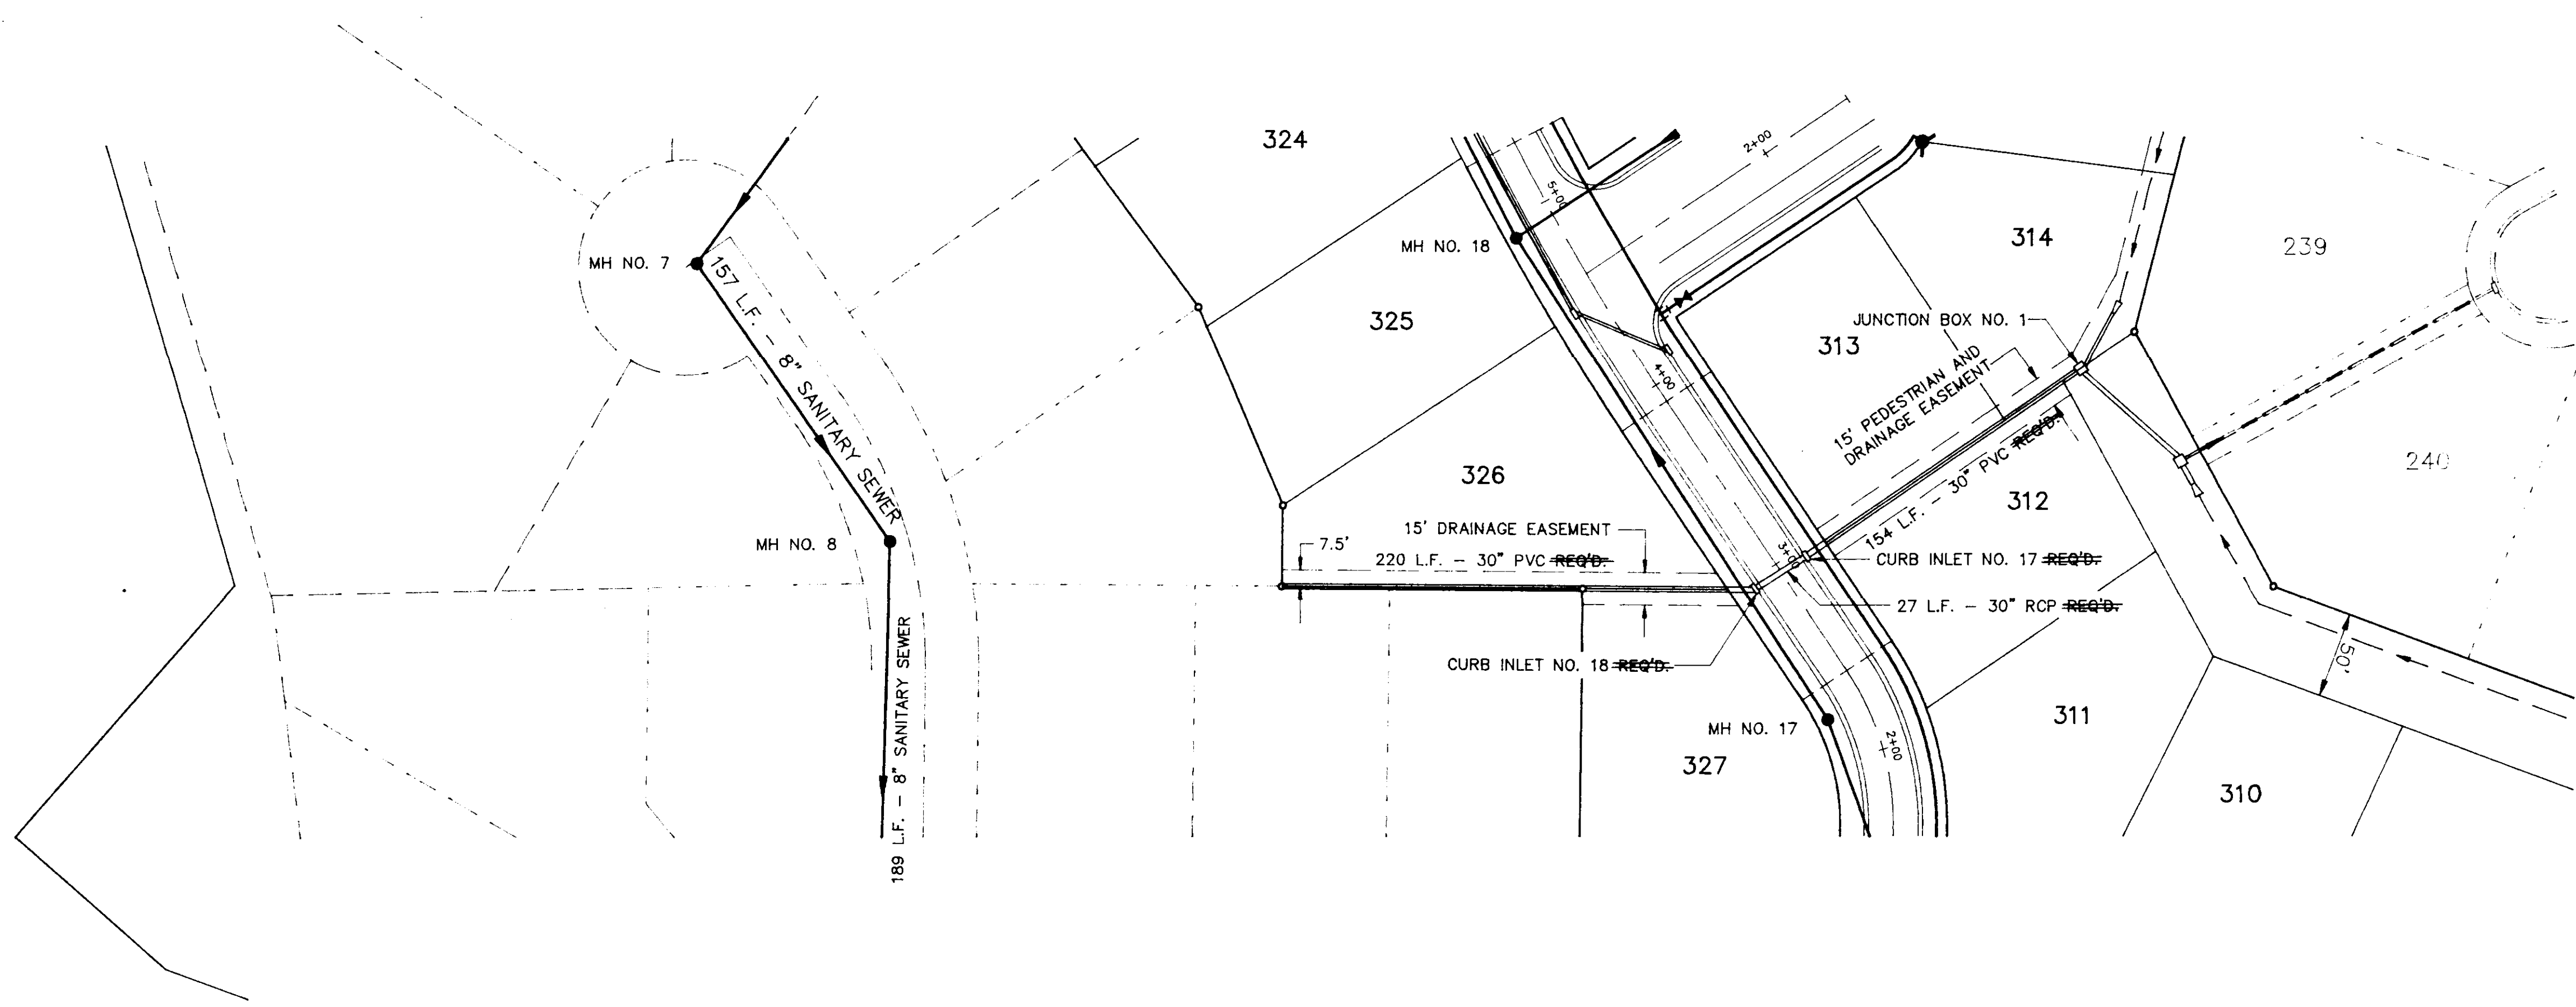 324
2+00
5+00
MH NO. 18
314
239
MH NO. 7
157 L.F. - 8" SANITARY SEWER
325
JUNCTION BOX NO. 1
313
4+00
15' PEDESTRIAN AND
DRAINAGE EASEMENT
154 L.F. - 30" PVC REQ'D.
240
326
312
15' DRAINAGE EASEMENT
7.5'
220 L.F. - 30" PVC REQ'D.
MH NO. 8
3+00
CURB INLET NO. 17 REQ'D.
27 L.F. - 30" RCP REQ'D.
CURB INLET NO. 18 REQ'D.
50'
189 L.F. - 8" SANITARY SEWER
MH NO. 17
2+00
311
327
310